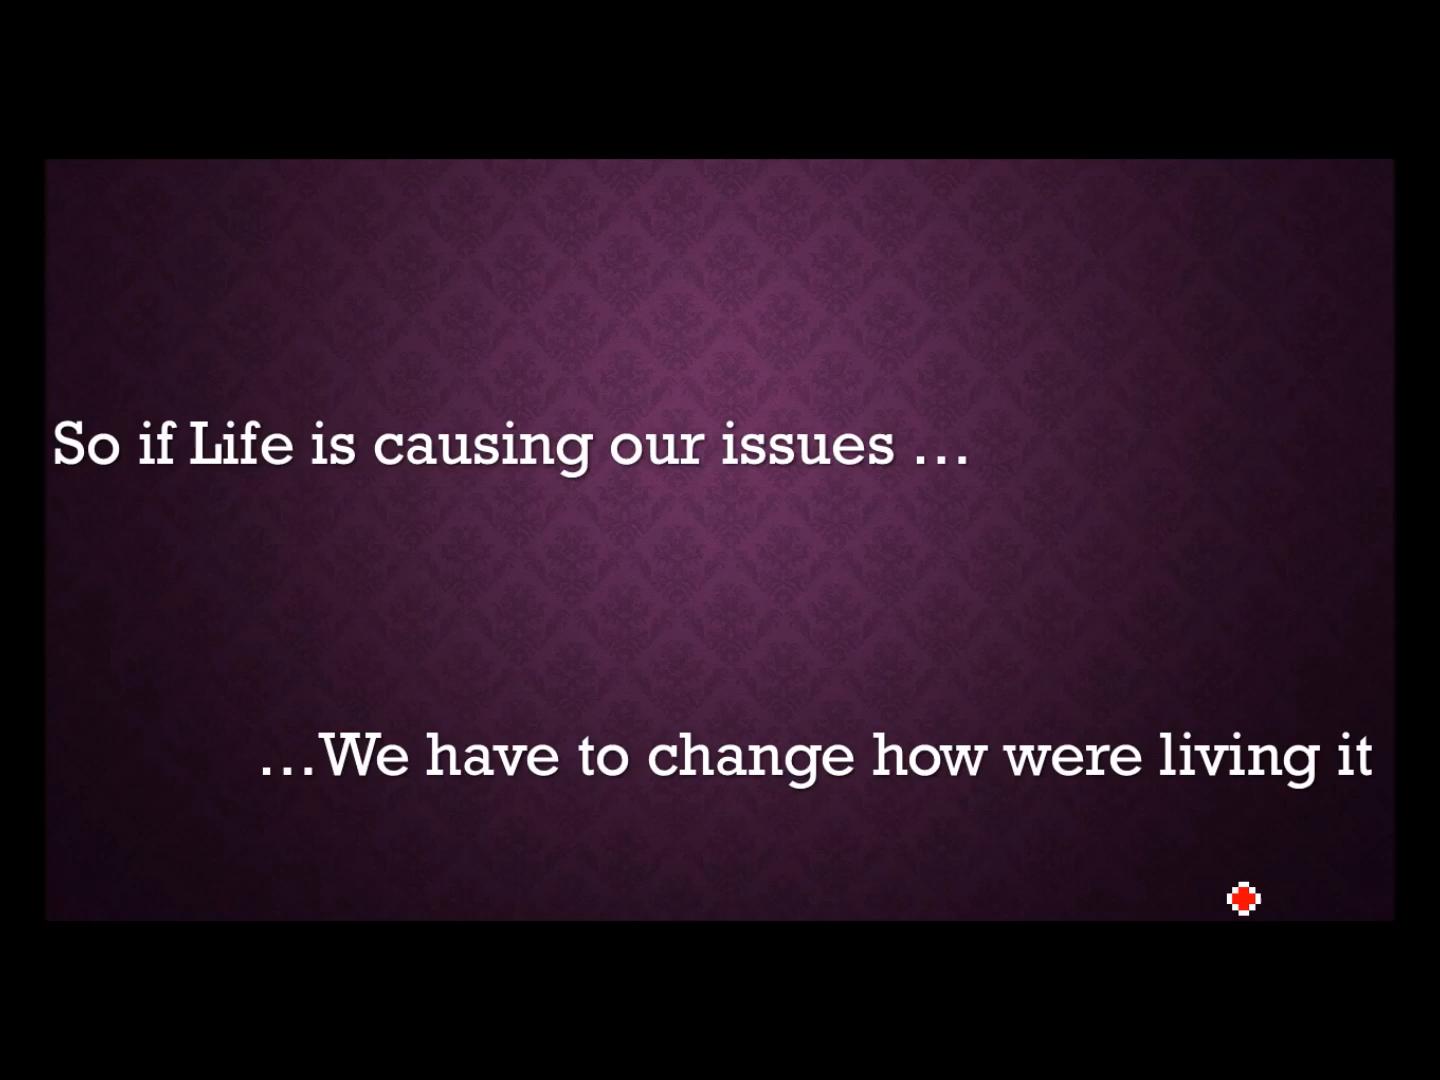 So if Life is causing our issues …
…We have to change how were living it